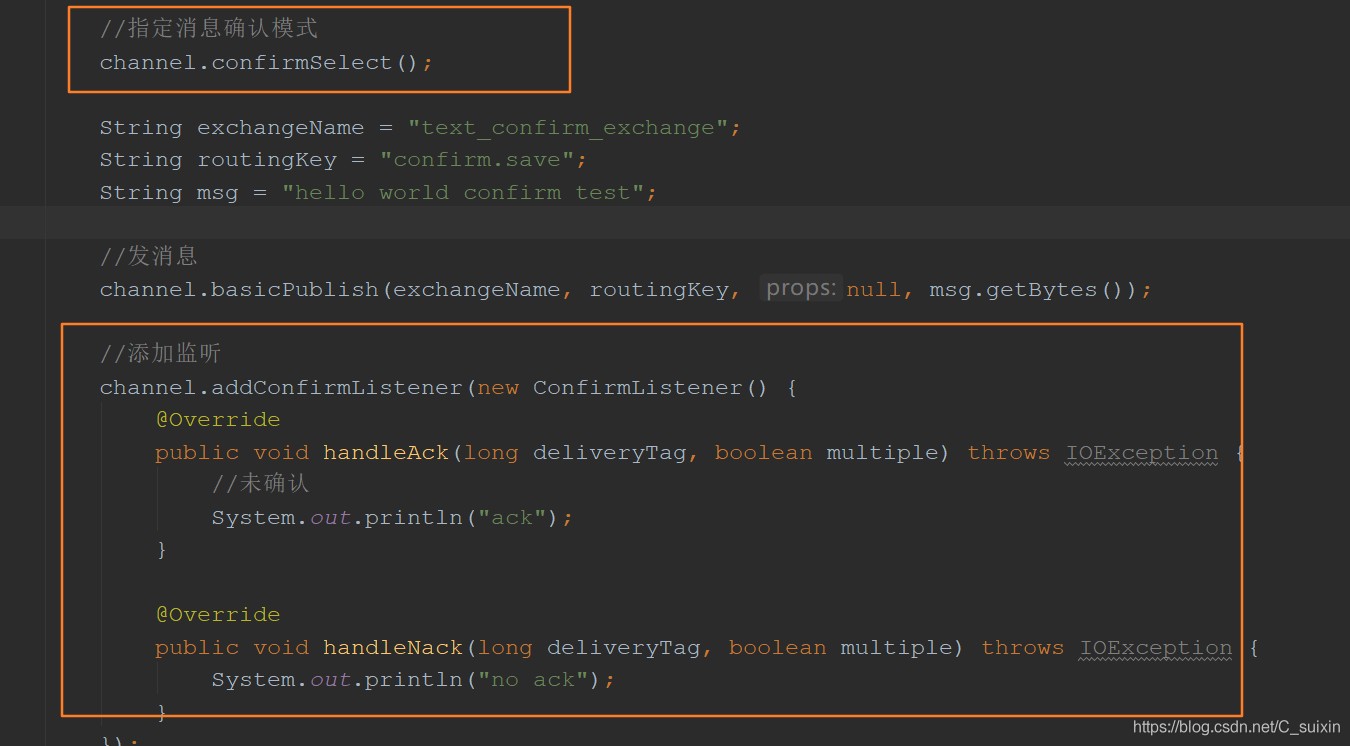 //指定消息确认模式
channel.confirmSelect();
String exchangeName = "text_confirm_exchange";
String routingKey = "confirm.save";
String msg = "hello world confirm test";
//发消息
channel.basicPublish(exchangeName, routingKey, props: null, msg.getBytes());
//添加监听
channel.addConfirmListener(new ConfirmListener() {
@Override
public void handleAck(long deliveryTag, boolean multiple) throws IOException {
//未确认
System.out.println("ack");
}
@Override
public void handleNack(long deliveryTag, boolean multiple) throws IOException {
System.out.println("no ack");
}
});
https://blog.csdn.net/C_suixin